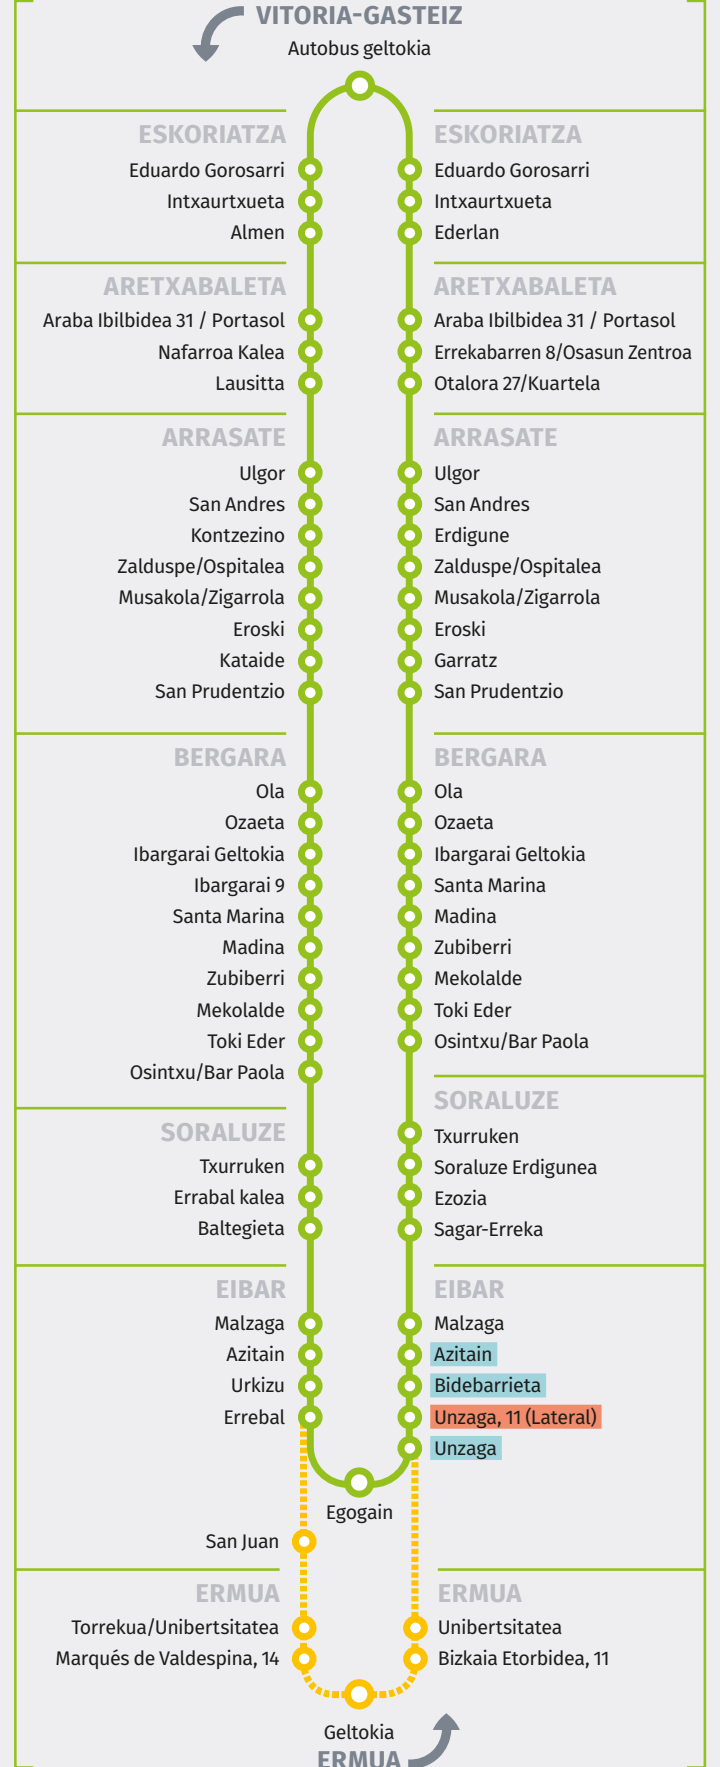 VITORIA-GASTEIZ
Autobus geltokia
ESKORIATZA
Eduardo Gorosarri
Intxaurtxueta
Almen
ARETXABALETA
Araba Ibilbidea 31 / Portasol
Nafarroa Kalea
Lausitta
ARRASATE
Ulgor
San Andres
Kontzezino
Zalduspe/Ospitalea
Musakola/Zigarrola
Eroski
Kataide
San Prudentzio
BERGARA
Ola
Ozaeta
Ibargarai Geltokia
Ibargarai 9
Santa Marina
Madina
Zubiberri
Mekolalde
Toki Eder
Osintxu/Bar Paola
SORALUZE
Txurruken
Errabal kalea
Baltegieta
EIBAR
Malzaga
Azitain
Urkizu
Errebal
San Juan
ERMUA
Torrekua/Unibertsitatea
Marqués de Valdespina, 14
ESKORIATZA
Eduardo Gorosarri
Intxaurtxueta
Ederlan
ARETXABALETA
Araba Ibilbidea 31 / Portasol
Errekabarren 8/Osasun Zentroa
Otalora 27/Kuartela
ARRASATE
Ulgor
San Andres
Erdigune
Zalduspe/Ospitalea
Musakola/Zigarrola
Eroski
Garratz
San Prudentzio
BERGARA
Ola
Ozaeta
Ibargarai Geltokia
Santa Marina
Madina
Zubiberri
Mekolalde
Toki Eder
Osintxu/Bar Paola
SORALUZE
Txurruken
Soraluze Erdigunea
Ezozia
Sagar-Erreka
EIBAR
Malzaga
Azitain
Bidebarrieta
Unzaga, 11 (Lateral)
Unzaga
Egogain
ERMUA
Unibertsitatea
Bizkaia Etorbidea, 11
Geltokia
ERMUA